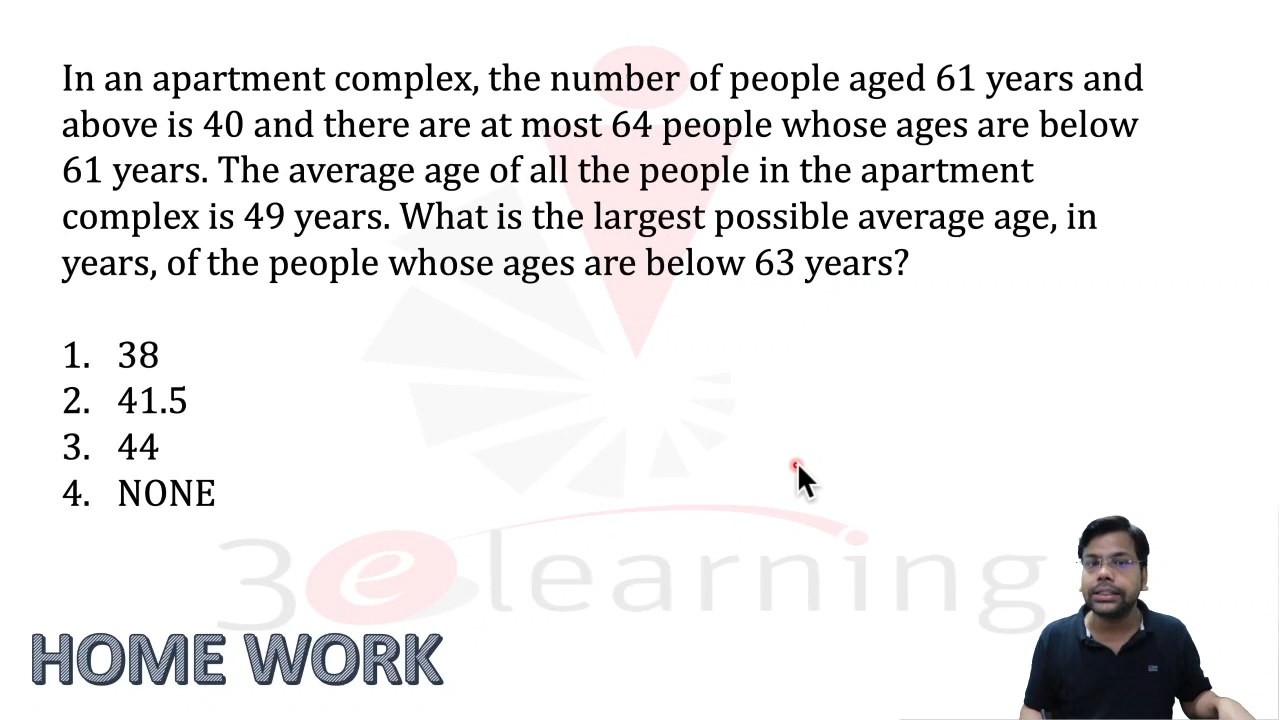 In an apartment complex, the number of people aged 61 years and
above is 40 and there are at most 64 people whose ages are below
61 years. The average age of all the people in the apartment
complex is 49 years. What is the largest possible average age, in
years, of the people whose ages are below 63 years?
1. 38
2. 41.5
3. 44
4. NONE
3elearning
HOME WORK